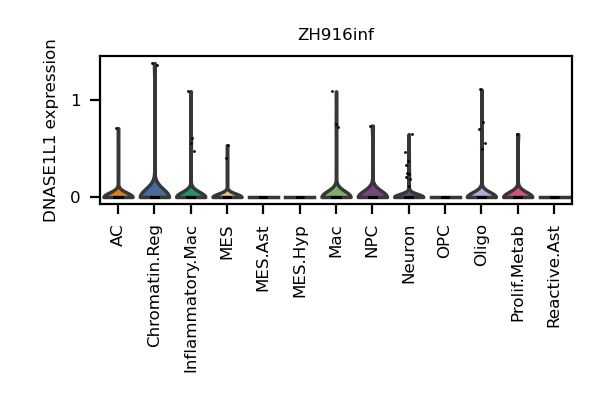 ZH916inf
DNASE1L1 expression
1
0
AC
Chromatin.Reg
Inflammatory.Mac
MES
MES.Ast
MES.Hyp
Mac
NPC
Neuron
OPC
Oligo
Prolif.Metab
Reactive.Ast